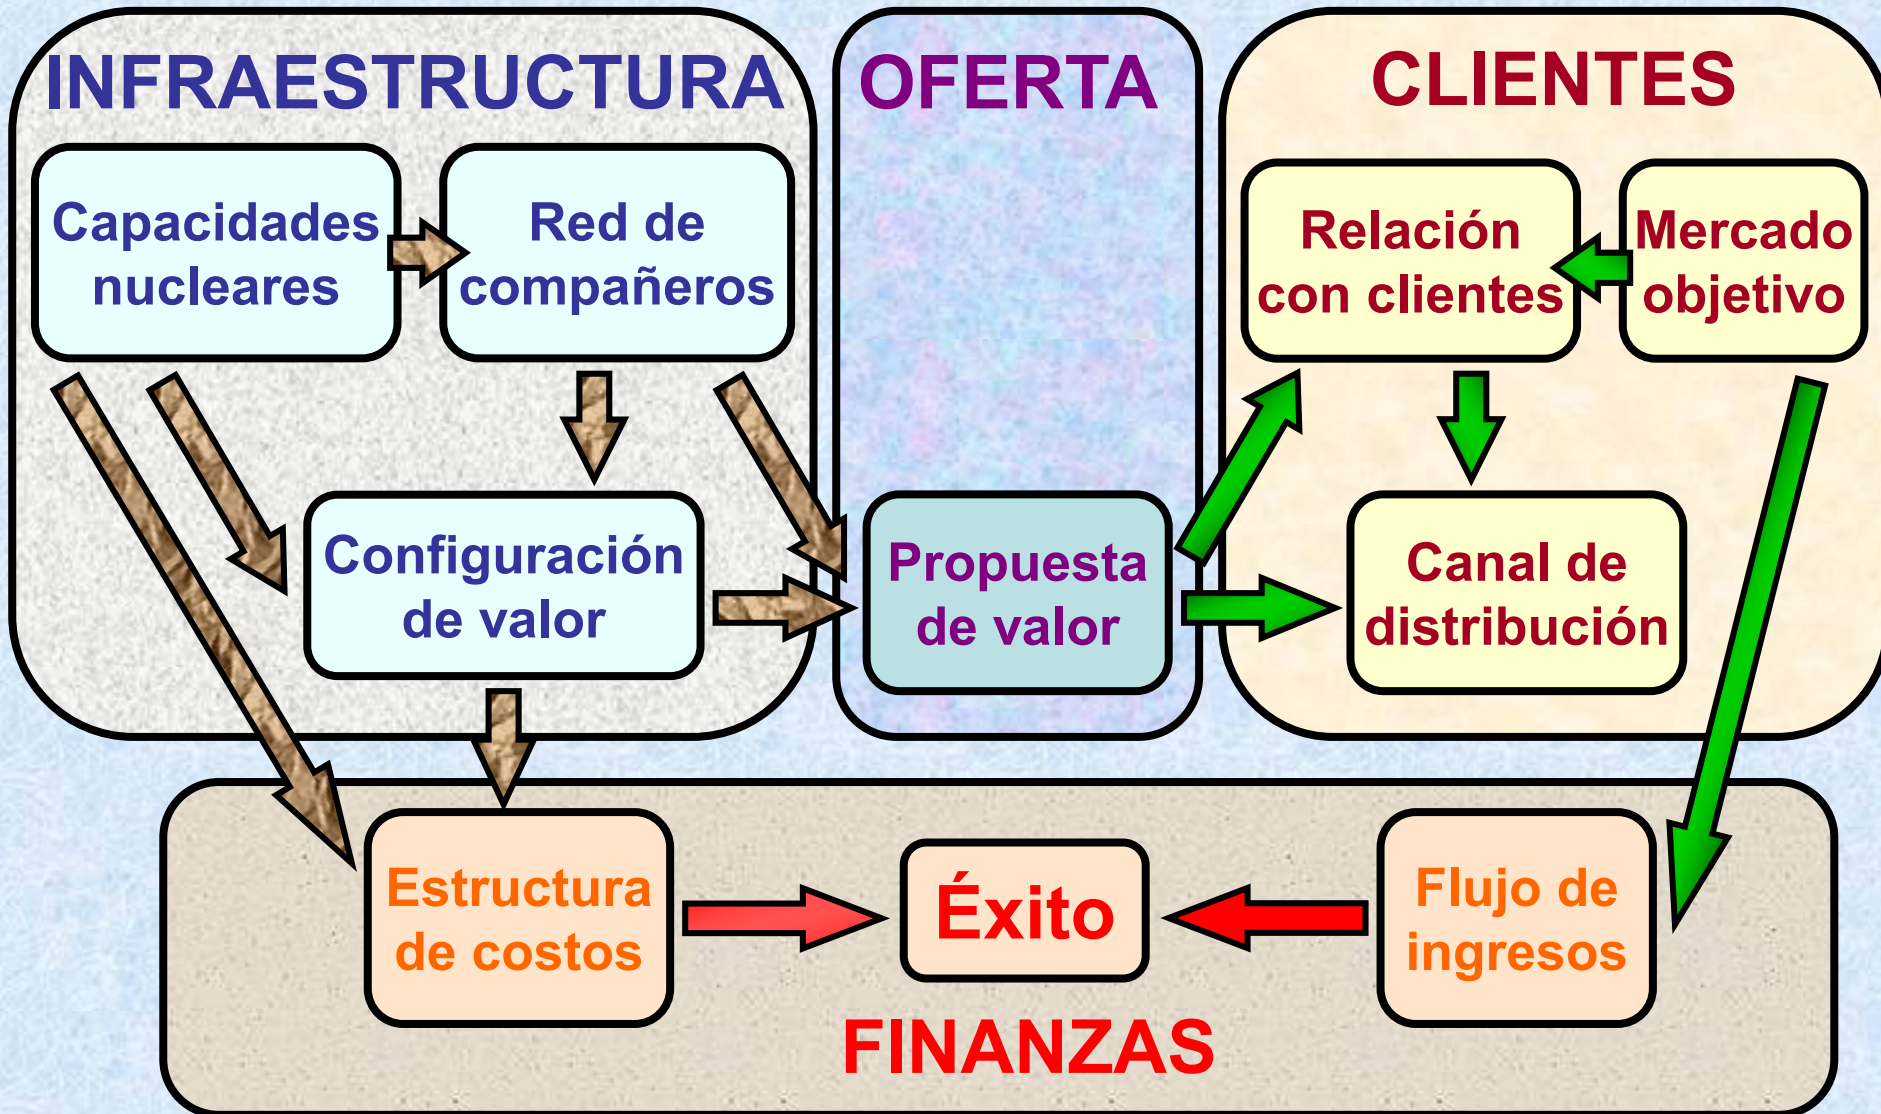 INFRAESTRUCTURA
Capacidades
nucleares
Red de
compañeros
Configuración
de valor
OFERTA
Propuesta
de valor
CLIENTES
Relación
con clientes
Mercado
objetivo
Canal de
distribución
Estructura
de costos
Éxito
Flujo de
ingresos
FINANZAS